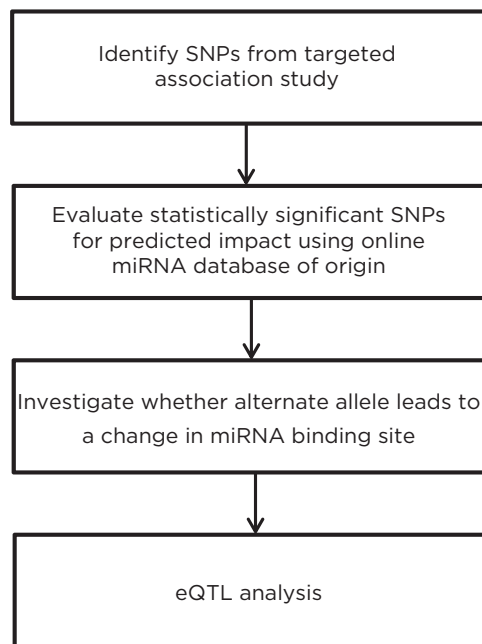 Identify SNPs from targeted
association study
Evaluate statistically significant SNPs
for predicted impact using online
miRNA database of origin
Investigate whether alternate allele leads to
a change in miRNA binding site
eQTL analysis